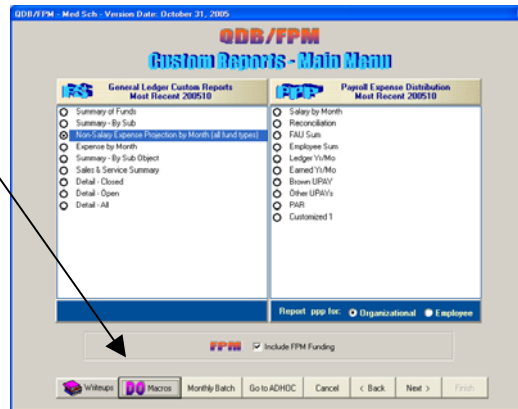 QDB/FPM - Med Sch - Version Date: October 31, 2005
QDB/FPM
Custom Reports - Main Menu
FS General Ledger Custom Reports
Most Recent 200510
Summary of Funds
Summary - By Sub
Non-Salary Expense Projection by Month (all fund types)
Expense by Month
Summary - By Sub Object
Sales & Service Summary
Detail - Closed
Detail - Open
Detail - All
PPP Payroll Expense Distribution
Most Recent 200510
Salary by Month
Reconciliation
FAU Sum
Employee Sum
Ledger Yr/Mo
Earned Yr/Mo
Brown UPAY
Other UPAYs
PAR
Customized 1
Report ppp for: Organizational Employee
FPM Include FPM Funding
Writeups DO Macros Monthly Batch Go to ADHOC Cancel < Back Next > Finish